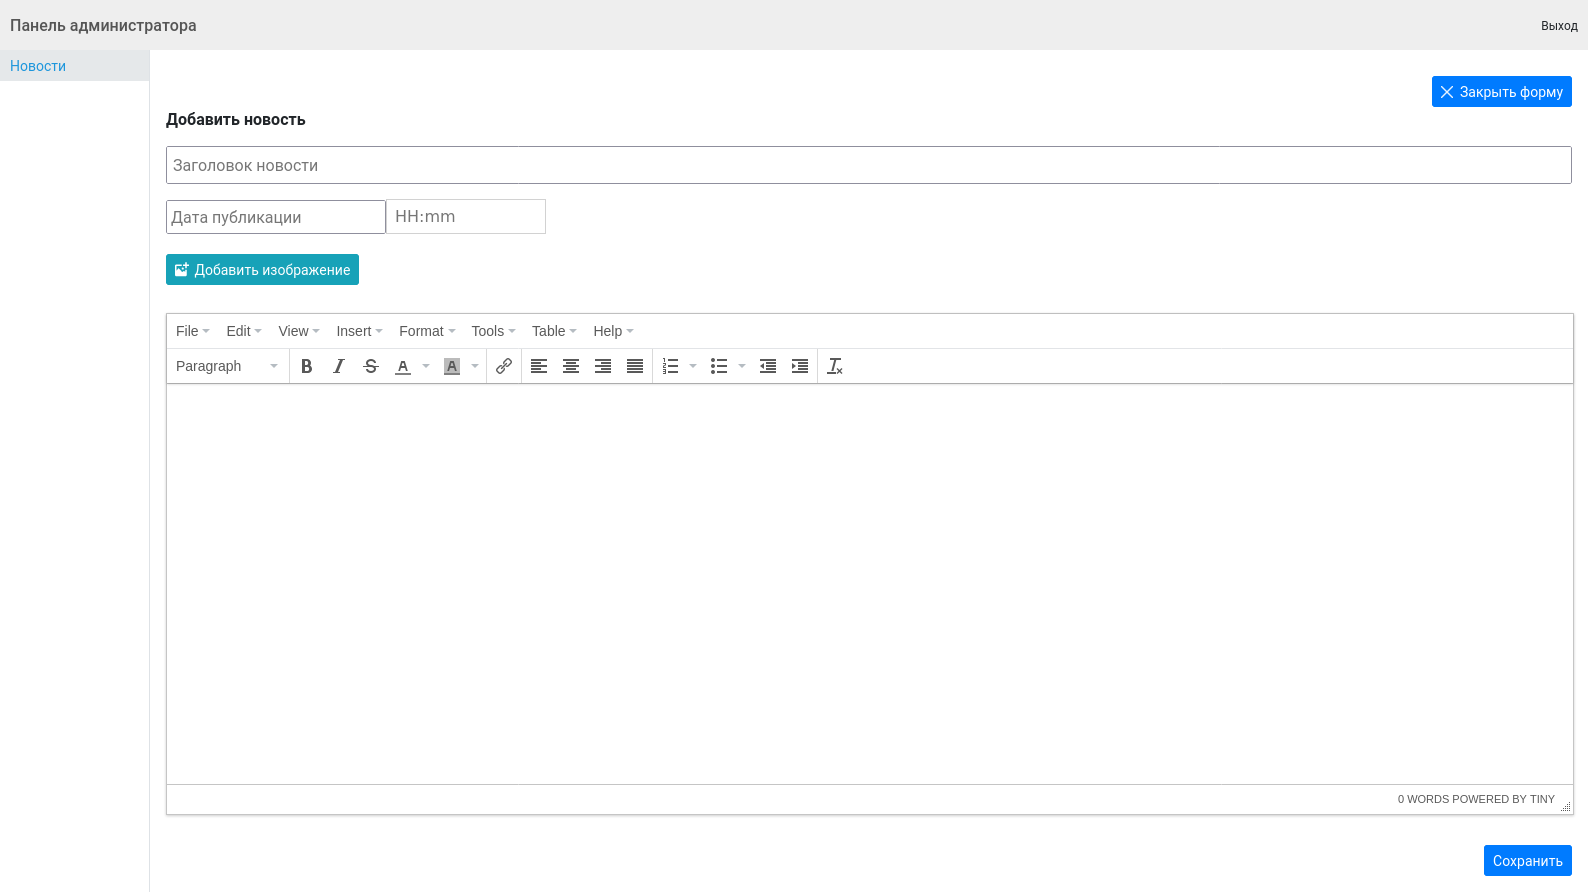 Панель администратора
Выход
Новости
Закрыть форму
Добавить новость
Заголовок новости
Дата публикации HH:mm
Добавить изображение
File Edit View Insert Format Tools Table Help
Paragraph
0 WORDS POWERED BY TINY
Сохранить